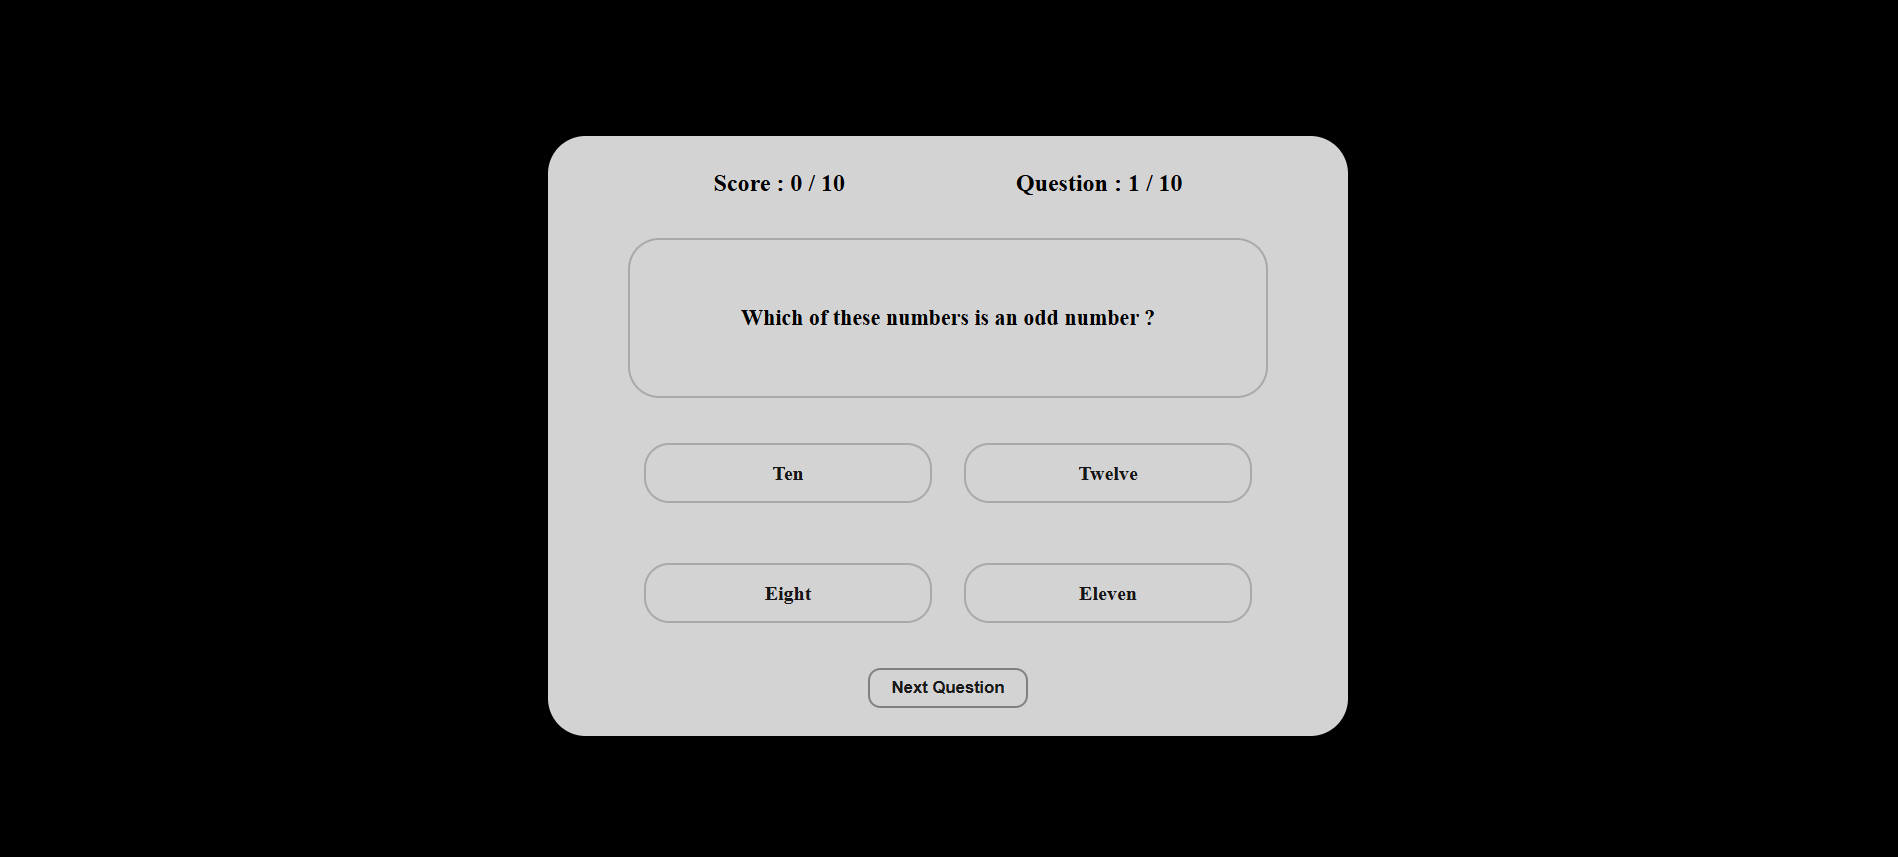 Score : 0 / 10
Question : 1 / 10
Which of these numbers is an odd number ?
Ten
Twelve
Eight
Eleven
Next Question